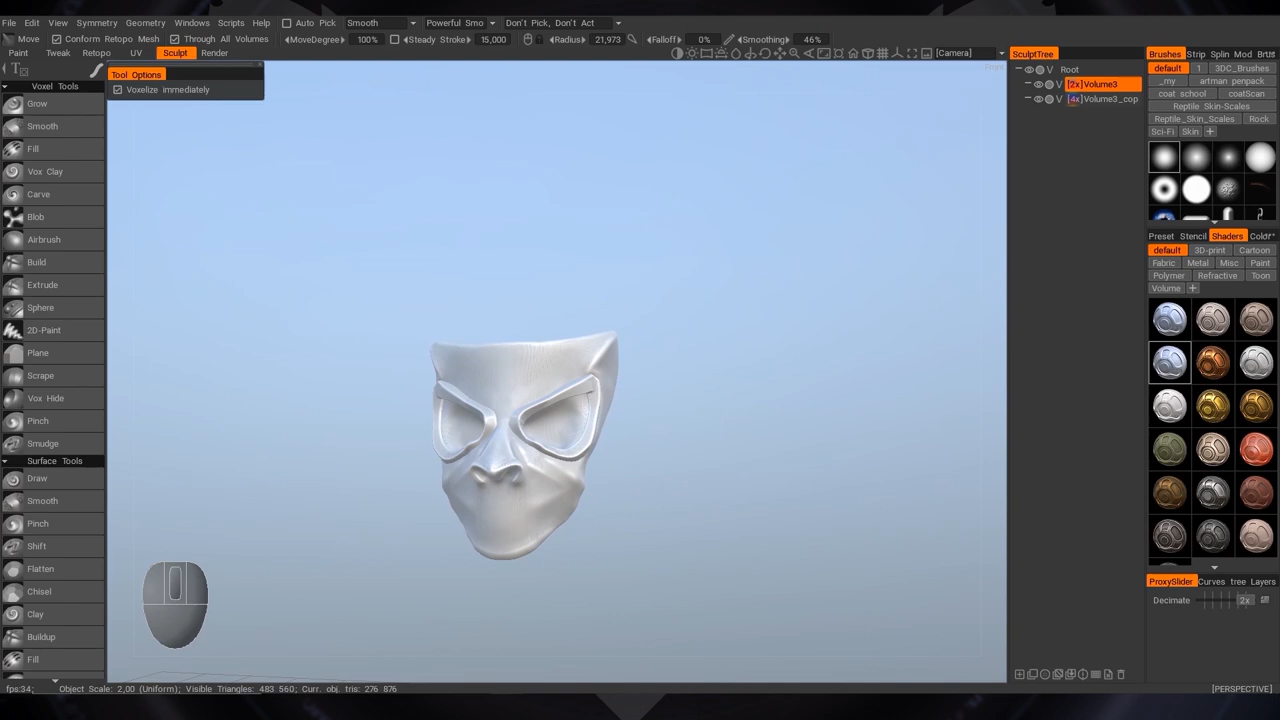 File Edit View Symmetry Geometry Windows Scripts Help Auto Pick Smooth Powerful Smo Don't Pick, Don't Act
Move Conform Retopo Mesh Through All Volumes MoveDegree 100% Steady Stroke 15,000 Radius 21,973 Falloff 0% Smoothing 46%
Paint Tweak Retopo UV Sculpt Render [Camera]
Tool Options
Voxelize immediately
Voxel Tools
Grow
Smooth
Fill
Vox Clay
Carve
Blob
Airbrush
Build
Extrude
Sphere
2D-Paint
Plane
Scrape
Vox Hide
Pinch
Smudge
Surface Tools
Draw
Smooth
Pinch
Shift
Flatten
Chisel
Clay
Buildup
Fill
Front
SculptTree
V Root
V [2x]Volume3
V [4x]Volume3_cop
Brushes Strip Splin Mod
default 1 3DC_Brushes
_my artman penpack
coat school coatScan
Reptile Skin-Scales
Reptile_Skin_Scales Rock
Sci-Fi Skin +
Preset Stencil Shaders Color
default 3D-print Cartoon
Fabric Metal Misc Paint
Polymer Refractive Toon
Volume +
ProxySlider Curves tree Layers
Decimate 2x
fps:34; Object Scale: 2,00 (Uniform); Visible Triangles: 483 560; Curr. obj. tris: 276 876 [PERSPECTIVE]